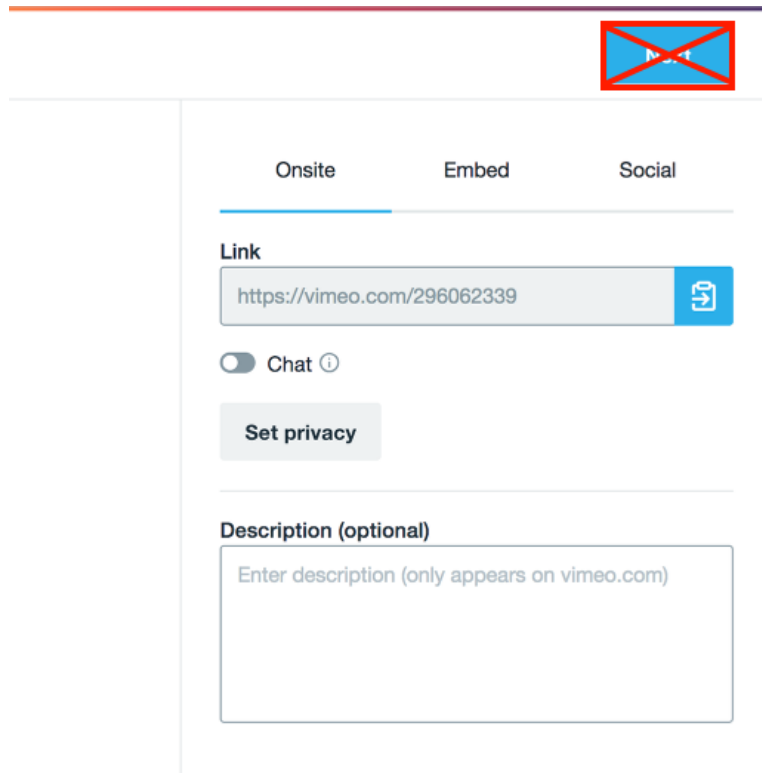 Next
Onsite Embed Social
Link
https://vimeo.com/296062339
Chat
Set privacy
Description (optional)
Enter description (only appears on vimeo.com)